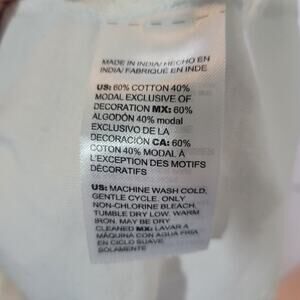 MADE IN INDIA/ HECHO EN
INDIA/ FABRIQUÉ EN INDE
US: 60% COTTON 40%
MODAL EXCLUSIVE OF
DECORATION MX: 60%
ALGODÓN 40% modal
EXCLUSIVO DE LA
DECORACIÓN CA: 60%
COTON 40% MODAL À
L'EXCEPTION DES MOTIFS
DÉCORATIFS
US: MACHINE WASH COLD,
GENTLE CYCLE. ONLY
NON-CHLORINE BLEACH.
TUMBLE DRY LOW. WARM
IRON. MAY BE DRY
CLEANED MX: LAVAR A
MÁQUINA CON AGUA FRÍA
EN CICLO SUAVE
SOLAMENTE